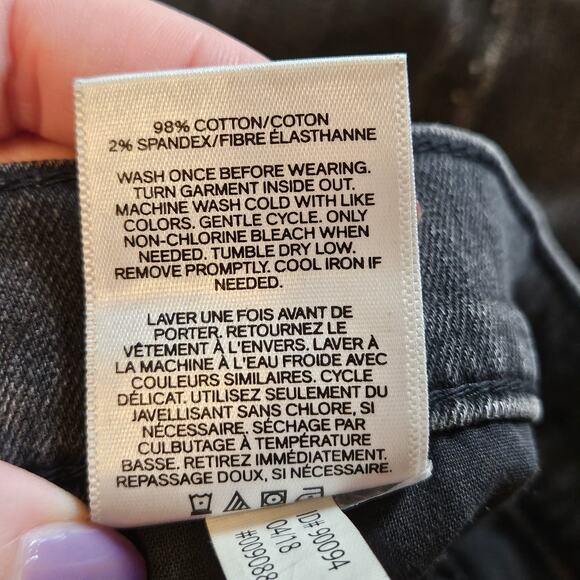 98% COTTON/COTON
2% SPANDEX/FIBRE ÉLASTHANNE
WASH ONCE BEFORE WEARING.
TURN GARMENT INSIDE OUT.
MACHINE WASH COLD WITH LIKE
COLORS. GENTLE CYCLE. ONLY
NON-CHLORINE BLEACH WHEN
NEEDED. TUMBLE DRY LOW.
REMOVE PROMPTLY. COOL IRON IF
NEEDED.
LAVER UNE FOIS AVANT DE
PORTER. RETOURNEZ LE
VÊTEMENT À L'ENVERS. LAVER À
LA MACHINE À L'EAU FROIDE AVEC
COULEURS SIMILAIRES. CYCLE
DÉLICAT. UTILISEZ SEULEMENT DU
JAVELLISANT SANS CHLORE, SI
NÉCESSAIRE. SÉCHAGE PAR
CULBUTAGE À TEMPÉRATURE
BASSE. RETIREZ IMMÉDIATEMENT.
REPASSAGE DOUX, SI NÉCESSAIRE.
ID# 90094
04/18
#009088